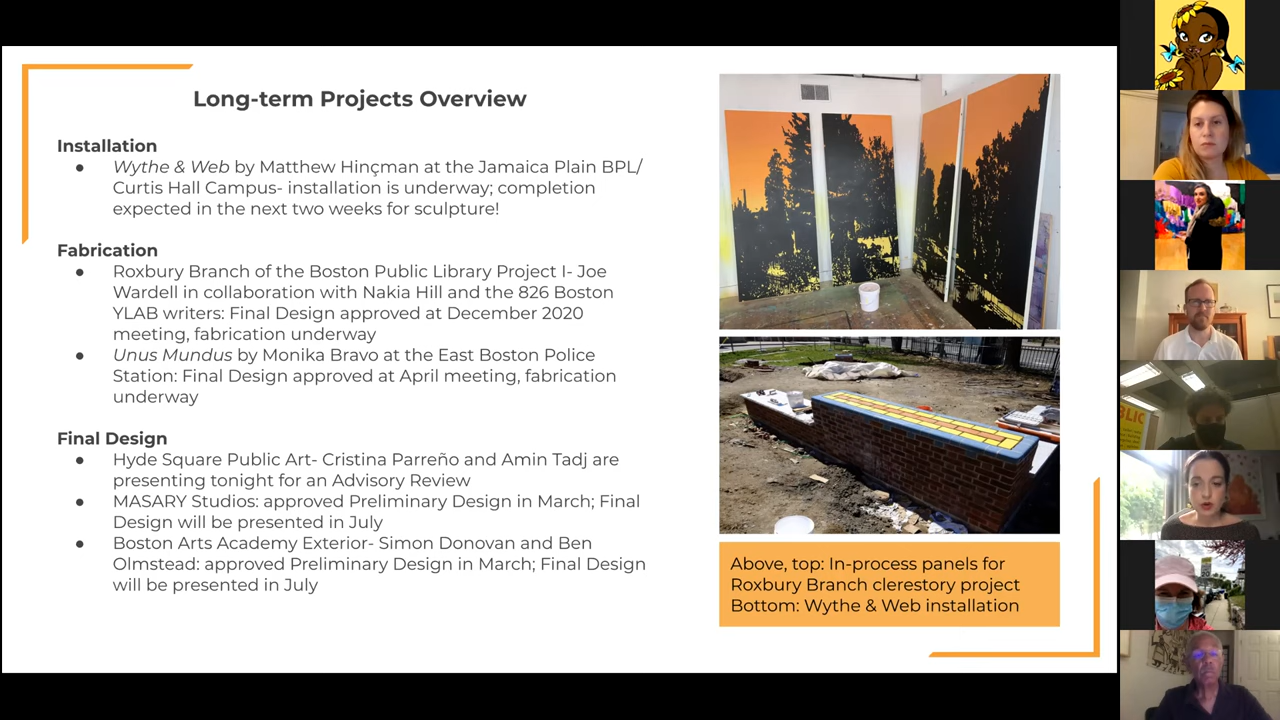 Long-term Projects Overview
Installation
● Wythe & Web by Matthew Hinçman at the Jamaica Plain BPL/
Curtis Hall Campus- installation is underway; completion
expected in the next two weeks for sculpture!
Fabrication
● Roxbury Branch of the Boston Public Library Project I- Joe
Wardell in collaboration with Nakia Hill and the 826 Boston
YLAB writers: Final Design approved at December 2020
meeting, fabrication underway
● Unus Mundus by Monika Bravo at the East Boston Police
Station: Final Design approved at April meeting, fabrication
underway
Final Design
● Hyde Square Public Art- Cristina Parreño and Amin Tadj are
presenting tonight for an Advisory Review
● MASARY Studios: approved Preliminary Design in March; Final
Design will be presented in July
● Boston Arts Academy Exterior- Simon Donovan and Ben
Olmstead: approved Preliminary Design in March; Final Design
will be presented in July
Above, top: In-process panels for
Roxbury Branch clerestory project
Bottom: Wythe & Web installation
BLIC